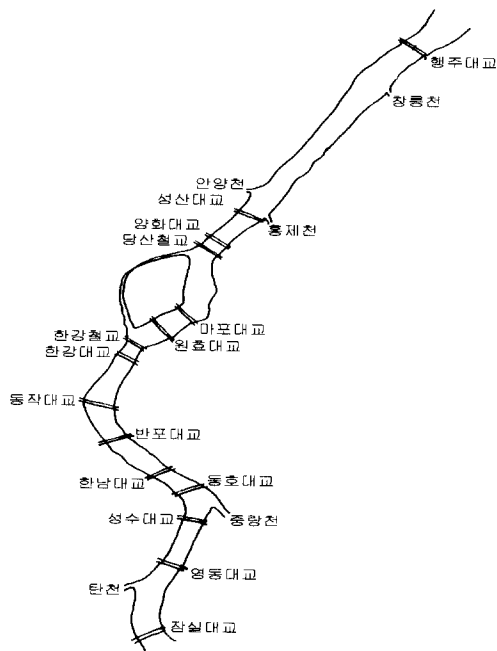 행주대교
창릉천
안양천
성산대교
홍제천
양화대교
당산철교
마포대교
원효대교
한강철교
한강대교
동작대교
반포대교
한남대교
동호대교
성수대교
중랑천
영동대교
탄천
잠실대교